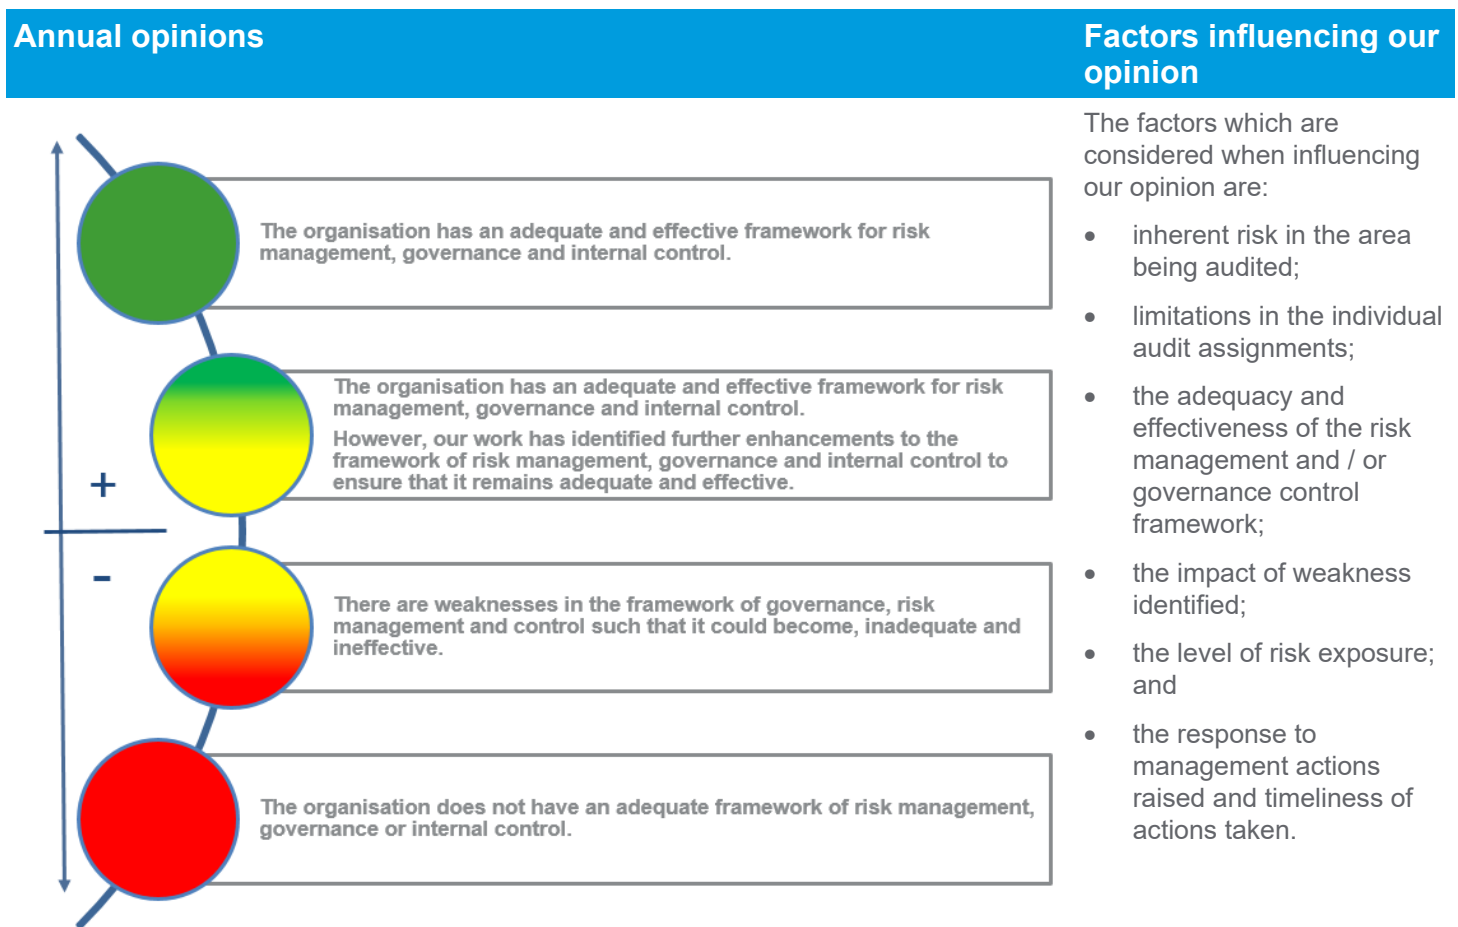 Annual opinions
Factors influencing our
opinion
The organisation has an adequate and effective framework for risk
management, governance and internal control.
The organisation has an adequate and effective framework for risk
management, governance and internal control.
However, our work has identified further enhancements to the
framework of risk management, governance and internal control to
ensure that it remains adequate and effective.
+
-
There are weaknesses in the framework of governance, risk
management and control such that it could become, inadequate and
ineffective.
The organisation does not have an adequate framework of risk management,
governance or internal control.
The factors which are
considered when influencing
our opinion are:
• inherent risk in the area
being audited;
• limitations in the individual
audit assignments;
• the adequacy and
effectiveness of the risk
management and / or
governance control
framework;
• the impact of weakness
identified;
• the level of risk exposure;
and
• the response to
management actions
raised and timeliness of
actions taken.